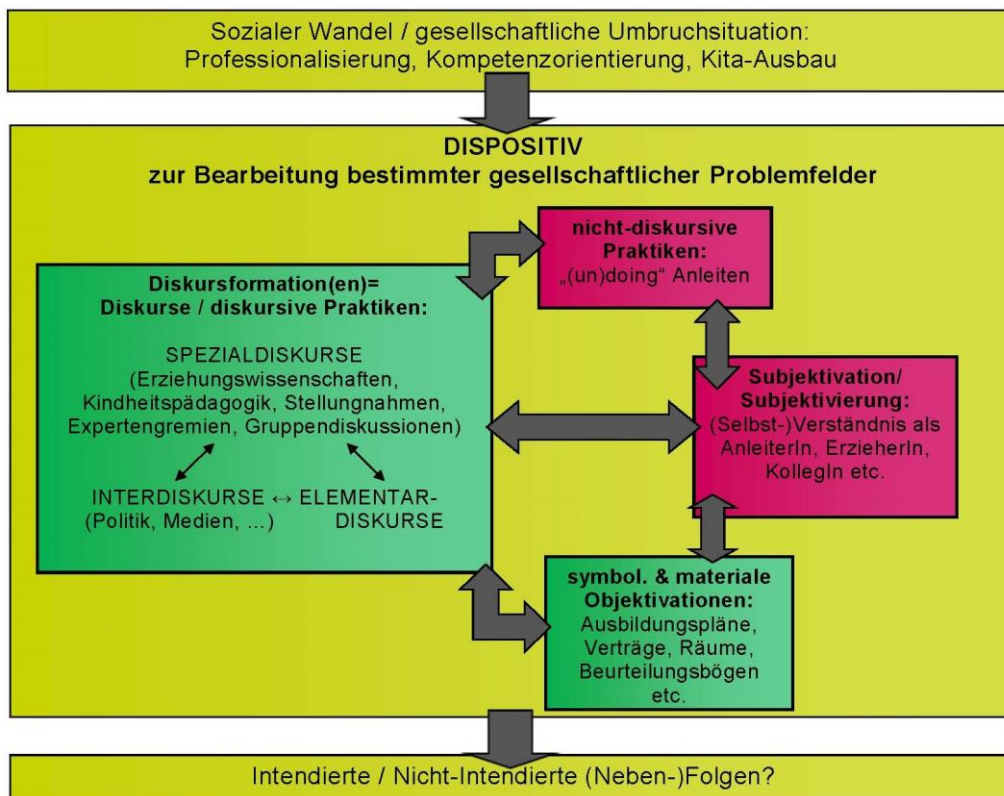 Sozialer Wandel / gesellschaftliche Umbruchsituation:
Professionalisierung, Kompetenzorientierung, Kita-Ausbau
DISPOSITIV
zur Bearbeitung bestimmter gesellschaftlicher Problemfelder
Diskursformation(en)=
Diskurse / diskursive Praktiken:
SPEZIALDISKURSE
(Erziehungswissenschaften,
Kindheitspädagogik, Stellungnahmen,
Expertengremien, Gruppendiskussionen)
INTERDISKURSE ↔ ELEMENTAR-
(Politik, Medien, ...) DISKURSE
nicht-diskursive
Praktiken:
„(un)doing“ Anleiten
Subjektivation/
Subjektivierung:
(Selbst-)Verständnis als
AnleiterIn, ErzieherIn,
KollegIn etc.
symbol. & materiale
Objektivationen:
Ausbildungspläne,
Verträge, Räume,
Beurteilungsbögen
etc.
Intendierte / Nicht-Intendierte (Neben-)Folgen?